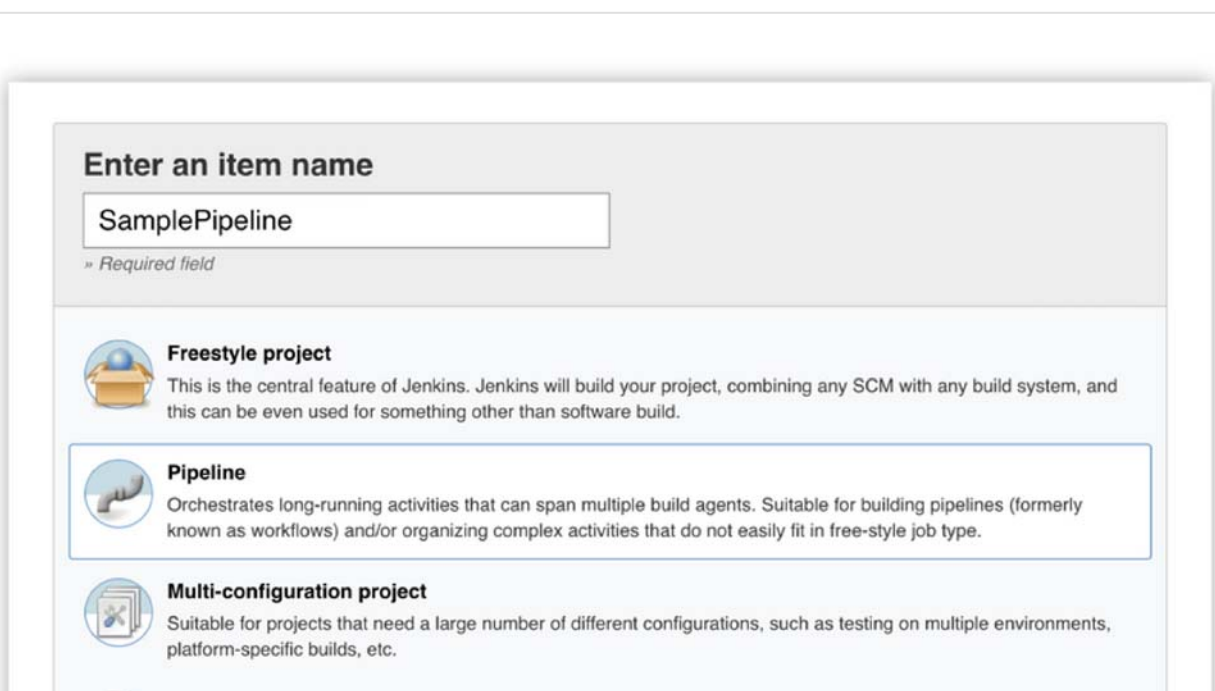 Enter an item name
SamplePipeline
» Required field
Freestyle project
This is the central feature of Jenkins. Jenkins will build your project, combining any SCM with any build system, and
this can be even used for something other than software build.
Pipeline
Orchestrates long-running activities that can span multiple build agents. Suitable for building pipelines (formerly
known as workflows) and/or organizing complex activities that do not easily fit in free-style job type.
Multi-configuration project
Suitable for projects that need a large number of different configurations, such as testing on multiple environments,
platform-specific builds, etc.